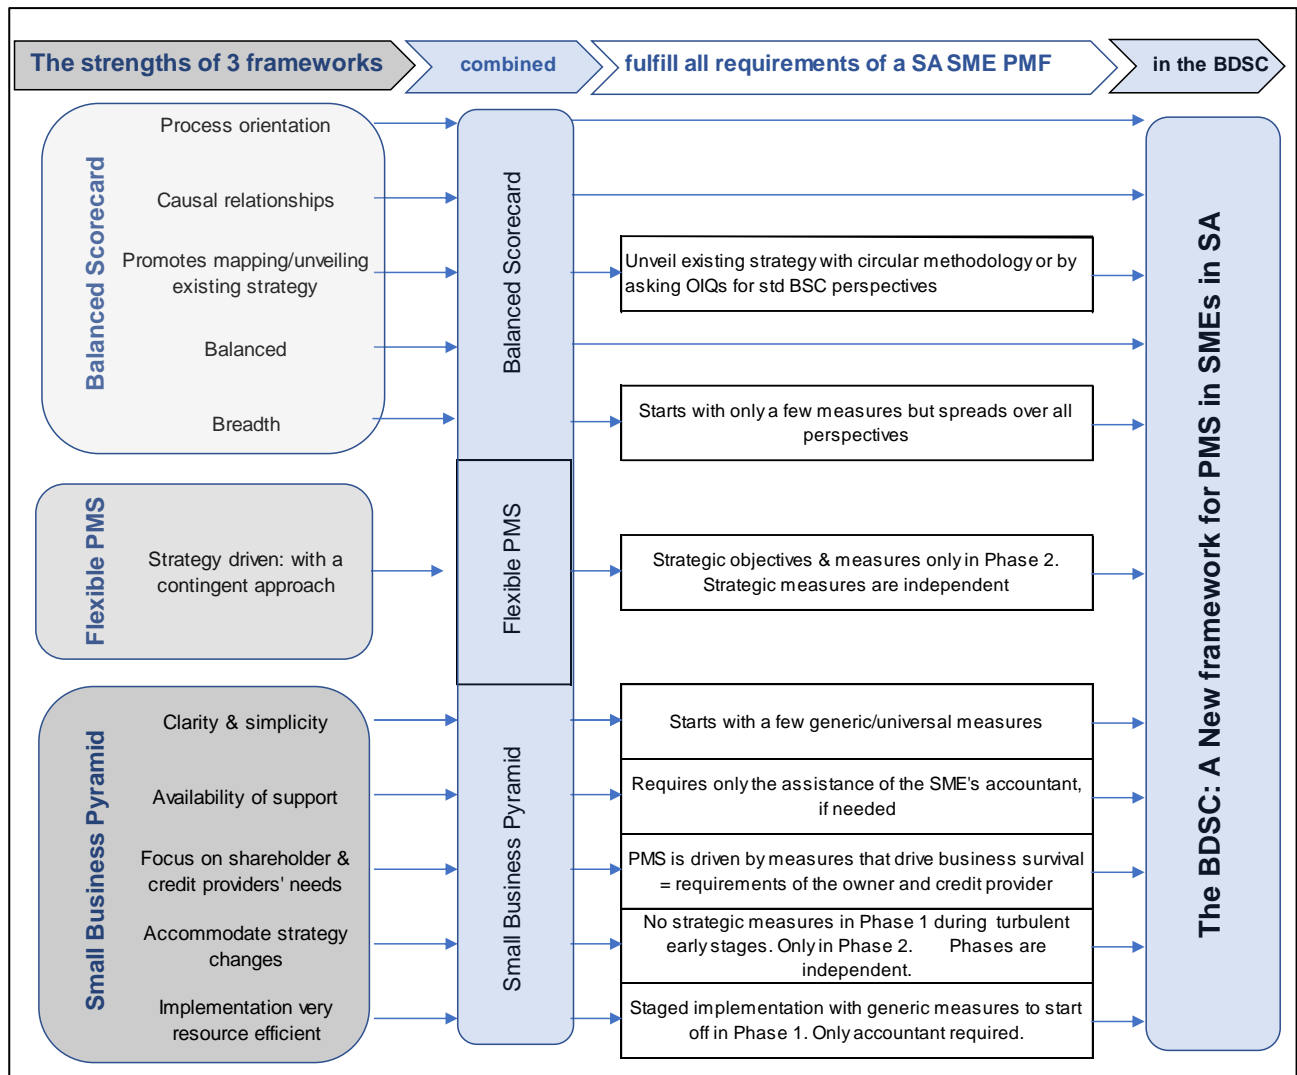 The strengths of 3 frameworks
combined
fulfill all requirements of a SA SME PMF
in the BDSC
Balanced Scorecard
Process orientation
Causal relationships
Promotes mapping/unveiling
existing strategy
Balanced
Breadth
Flexible PMS
Strategy driven: with a
contingent approach
Small Business Pyramid
Clarity & simplicity
Availability of support
Focus on shareholder &
credit providers' needs
Accommodate strategy
changes
Implementation very
resource efficient
Balanced Scorecard
Flexible PMS
Small Business Pyramid
Unveil existing strategy with circular methodology or by
asking OIQs for std BSC perspectives
Starts with only a few measures but spreads over all
perspectives
Strategic objectives & measures only in Phase 2.
Strategic measures are independent
Starts with a few generic/universal measures
Requires only the assistance of the SME's accountant,
if needed
PMS is driven by measures that drive business survival
= requirements of the owner and credit provider
No strategic measures in Phase 1 during turbulent
early stages. Only in Phase 2. Phases are
independent.
Staged implementation with generic measures to start
off in Phase 1. Only accountant required.
The BDSC: A New framework for PMS in SMEs in SA